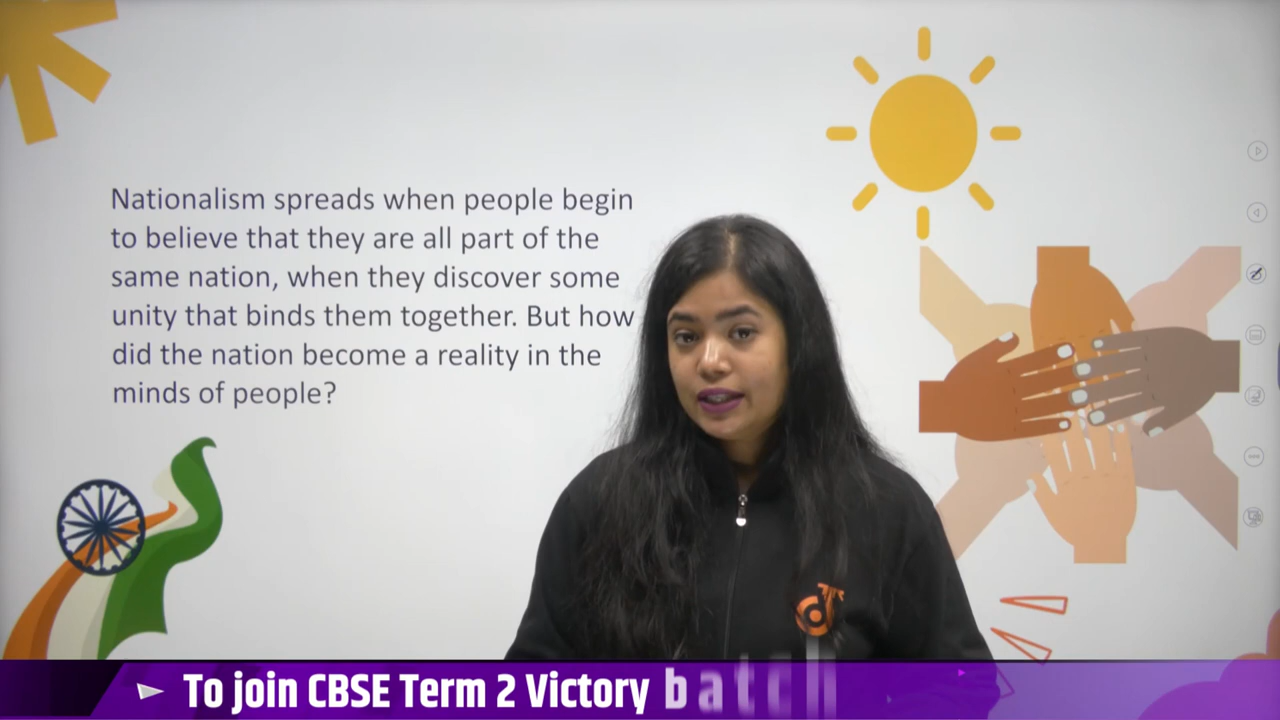 Nationalism spreads when people begin
to believe that they are all part of the
same nation, when they discover some
unity that binds them together. But how
did the nation become a reality in the
minds of people?
To join CBSE Term 2 Victory batch